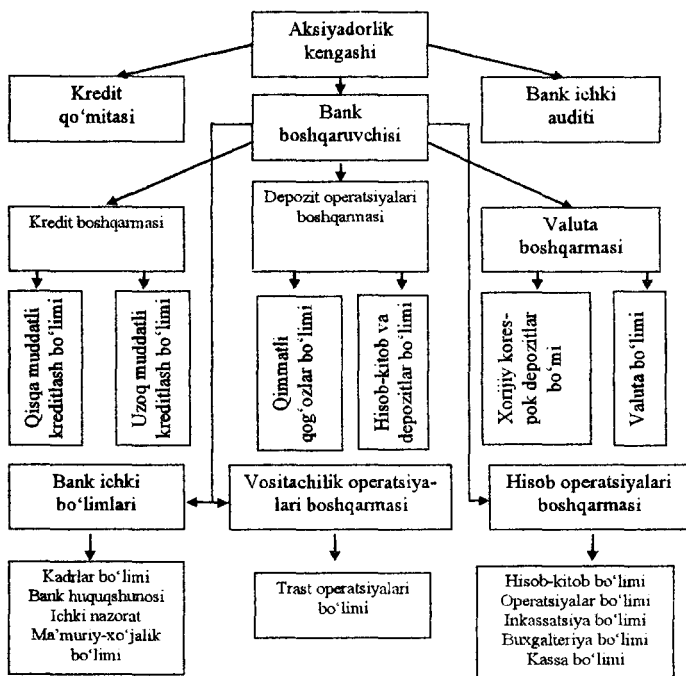 Aksiyadorlik
kengashi
Kredit
qo‘mitasi
Bank
boshqaruvchisi
Bank ichki
auditi
Kredit boshqarmasi
Depozit operatsiyalari
boshqarmasi
Valuta
boshqarmasi
Qisqa muddatli
kreditlash bo‘limi
Uzoq muddatli
kreditlash bo‘limi
Qimmatli
qog‘ozlar bo‘limi
Hisob-kitob va
depozitlar bo‘limi
Xorijiy kores-
pok depozitlar
bo‘mi
Valuta bo‘limi
Bank ichki
bo‘limlari
Vositachilik operatsiya-
lari boshqarmasi
Hisob operatsiyalari
boshqarmasi
Kadrlar bo‘limi
Bank huquqshunosi
Ichki nazorat
Ma’muriy-xo‘jalik
bo‘limi
Trast operatsiyalari
bo‘limi
Hisob-kitob bo‘limi
Operatsiyalar bo‘limi
Inkassatsiya bo‘limi
Buxgalteriya bo‘limi
Kassa bo‘limi